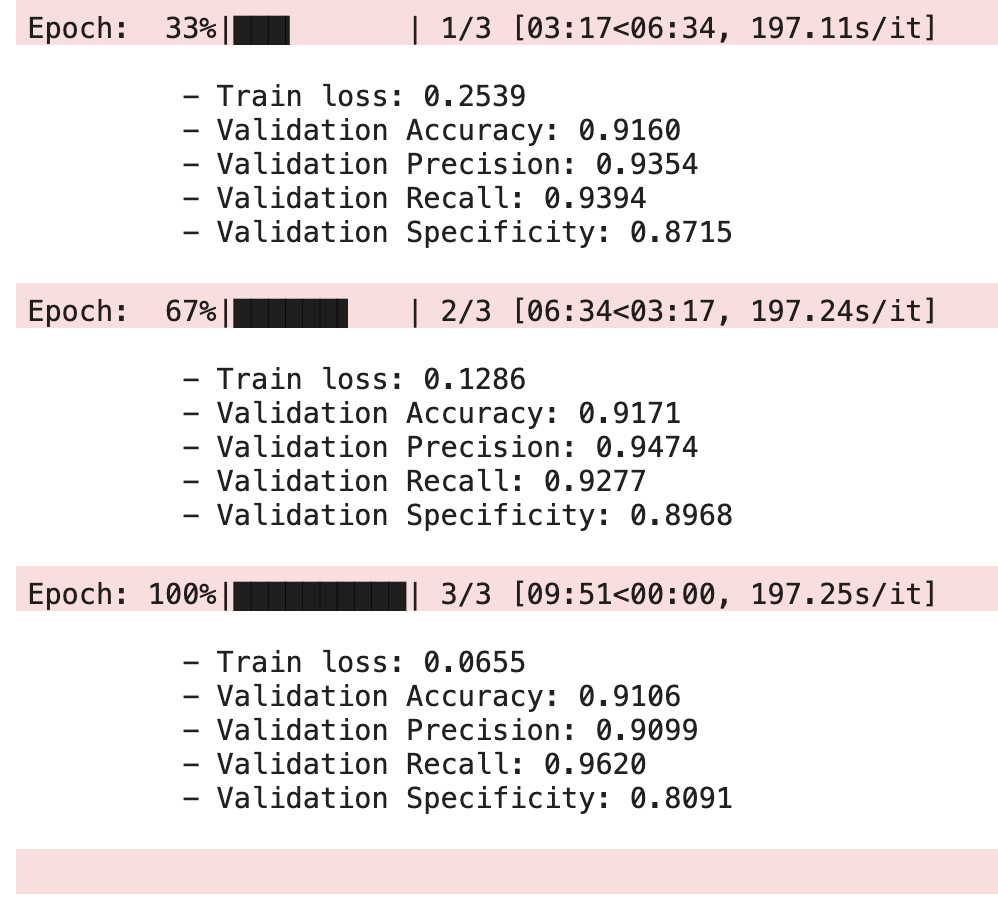 Epoch:  33%|███       | 1/3 [03:17<06:34, 197.11s/it]
- Train loss: 0.2539
- Validation Accuracy: 0.9160
- Validation Precision: 0.9354
- Validation Recall: 0.9394
- Validation Specificity: 0.8715
Epoch:  67%|██████    | 2/3 [06:34<03:17, 197.24s/it]
- Train loss: 0.1286
- Validation Accuracy: 0.9171
- Validation Precision: 0.9474
- Validation Recall: 0.9277
- Validation Specificity: 0.8968
Epoch: 100%|██████████| 3/3 [09:51<00:00, 197.25s/it]
- Train loss: 0.0655
- Validation Accuracy: 0.9106
- Validation Precision: 0.9099
- Validation Recall: 0.9620
- Validation Specificity: 0.8091